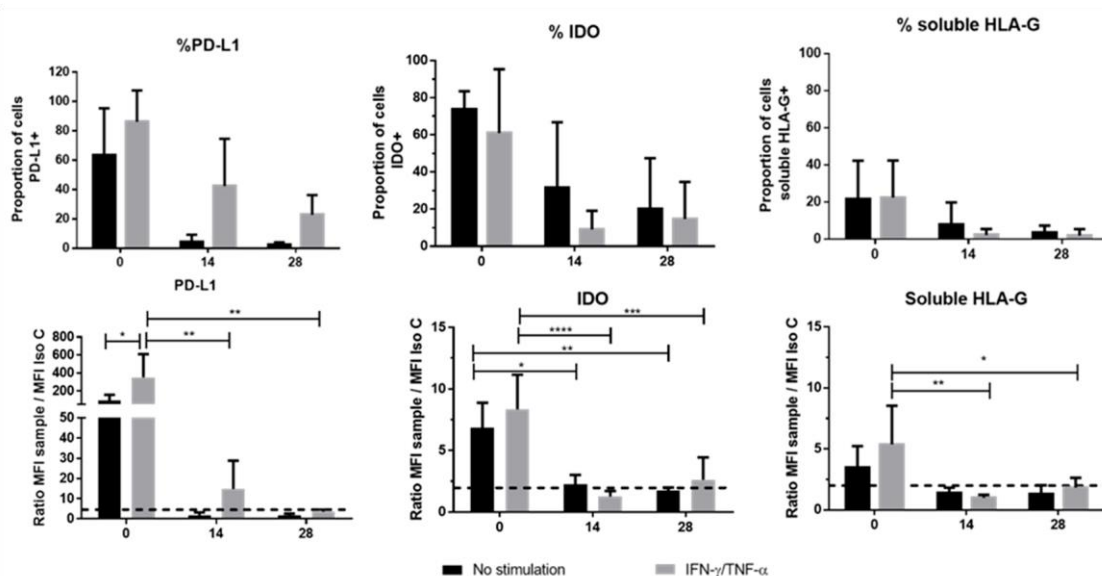 %PD-L1
Proportion of cells
PD-L1+
120
100
80
60
40
20
0
0 14 28
% IDO
Proportion of cells
IDO+
100
80
60
40
20
0
0 14 28
% soluble HLA-G
Proportion of cells
soluble HLA-G+
100
80
60
40
20
0
0 14 28
PD-L1
Ratio MFI sample / MFI Iso C
800
600
400
200
50
40
30
20
10
0
* ** **
0 14 28
IDO
Ratio MFI sample / MFI Iso C
15
10
5
0
***
****
**
*
0 14 28
Soluble HLA-G
Ratio MFI sample / MFI Iso C
15
10
5
0
*
**
0 14 28
No stimulation IFN-γ/TNF-α